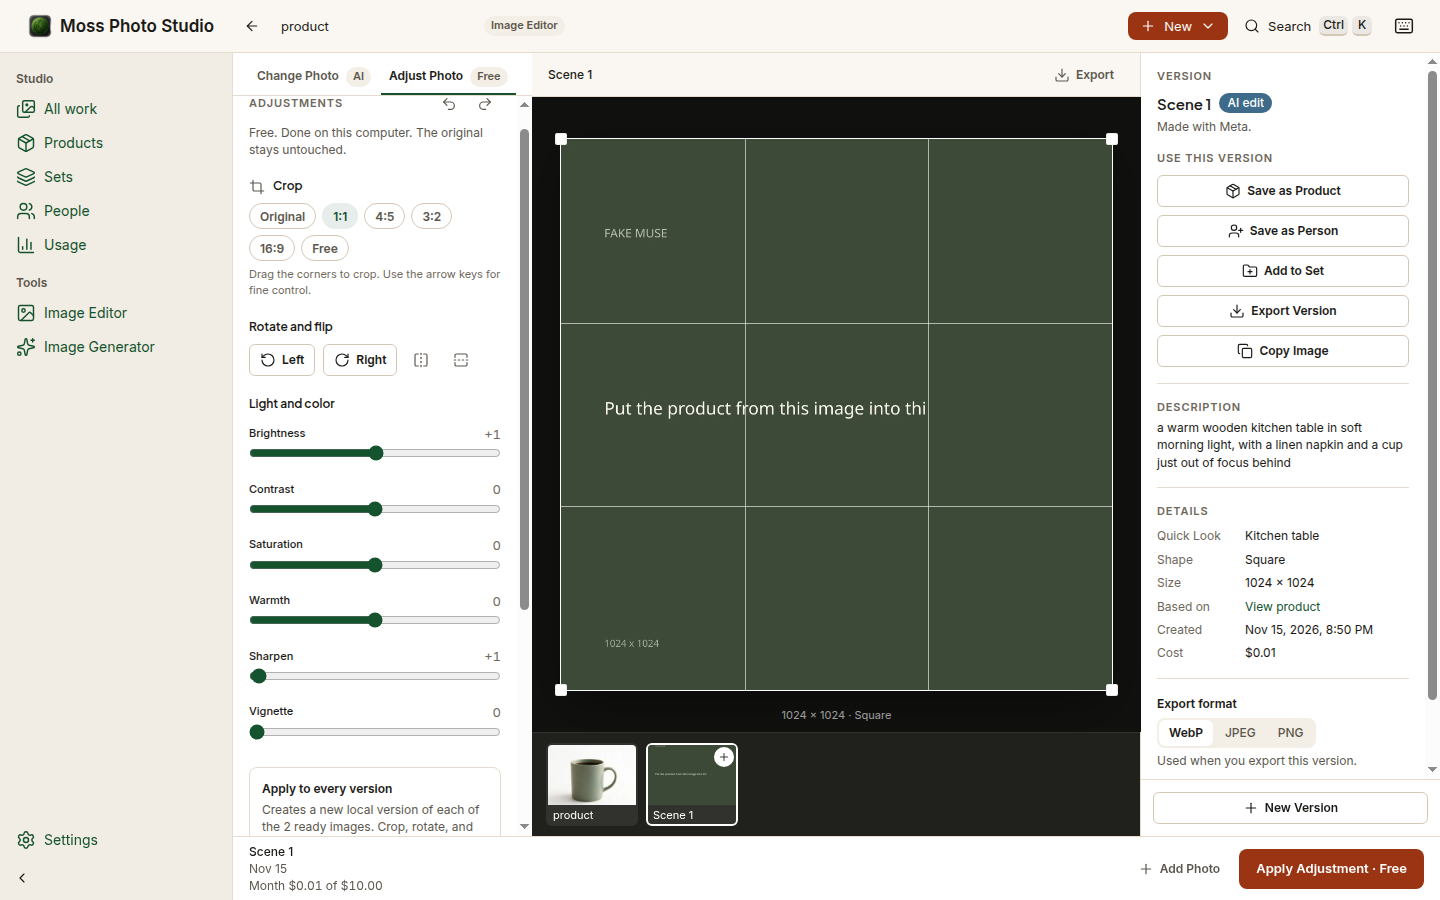 Moss Photo Studio
product
Image Editor
New
Search
Ctrl
K
Studio
All work
Products
Sets
People
Usage
Tools
Image Editor
Image Generator
Settings
Change Photo AI
Adjust Photo Free
ADJUSTMENTS
Free. Done on this computer. The original
stays untouched.
Crop
Original
1:1
4:5
3:2
16:9
Free
Drag the corners to crop. Use the arrow keys for
fine control.
Rotate and flip
Left
Right
Light and color
Brightness +1
Contrast 0
Saturation 0
Warmth 0
Sharpen +1
Vignette 0
Apply to every version
Creates a new local version of each of
the 2 ready images. Crop, rotate, and
Scene 1
Export
FAKE MUSE
Put the product from this image into thi
1024 x 1024
1024 × 1024 · Square
product
Scene 1
VERSION
Scene 1 AI edit
Made with Meta.
USE THIS VERSION
Save as Product
Save as Person
Add to Set
Export Version
Copy Image
DESCRIPTION
a warm wooden kitchen table in soft
morning light, with a linen napkin and a cup
just out of focus behind
DETAILS
Quick Look Kitchen table
Shape Square
Size 1024 × 1024
Based on View product
Created Nov 15, 2026, 8:50 PM
Cost $0.01
Export format
WebP
JPEG
PNG
Used when you export this version.
New Version
Scene 1
Nov 15
Month $0.01 of $10.00
Add Photo
Apply Adjustment · Free